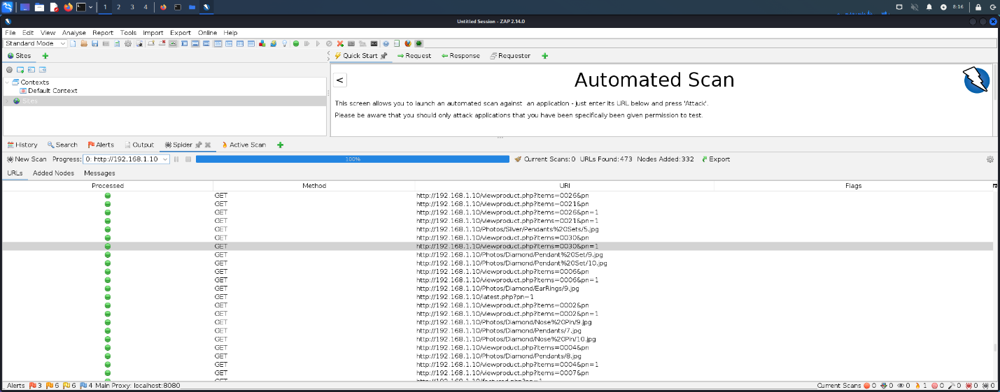 1 2 3 4 8:16
Untitled Session - ZAP 2.14.0
File Edit View Analyse Report Tools Import Export Online Help
Standard Mode
Sites Quick Start Request Response Requester
<
Automated Scan
Contexts
Default Context
Sites
This screen allows you to launch an automated scan against an application - just enter its URL below and press 'Attack'.
Please be aware that you should only attack applications that you have been specifically been given permission to test.
History Search Alerts Output Spider Active Scan
New Scan Progress: 0: http://192.168.1.10 100% Current Scans: 0 URLs Found: 473 Nodes Added: 332 Export
URLs Added Nodes Messages
Processed Method URI Flags
GET http://192.168.1.10/viewproduct.php?Items=0026&pn
GET http://192.168.1.10/viewproduct.php?Items=0021&pn
GET http://192.168.1.10/viewproduct.php?Items=0026&pn=1
GET http://192.168.1.10/viewproduct.php?Items=0021&pn=1
GET http://192.168.1.10/Photos/Silver/Pendants%20Sets/5.jpg
GET http://192.168.1.10/viewproduct.php?Items=0030&pn
GET http://192.168.1.10/viewproduct.php?Items=0030&pn=1
GET http://192.168.1.10/Photos/Diamond/Pendant%20Set/9.jpg
GET http://192.168.1.10/Photos/Diamond/Pendant%20Set/10.jpg
GET http://192.168.1.10/viewproduct.php?Items=0006&pn
GET http://192.168.1.10/viewproduct.php?Items=0006&pn=1
GET http://192.168.1.10/Photos/Diamond/EarRings/9.jpg
GET http://192.168.1.10/latest.php?pn=1
GET http://192.168.1.10/viewproduct.php?Items=0002&pn
GET http://192.168.1.10/viewproduct.php?Items=0002&pn=1
GET http://192.168.1.10/Photos/Diamond/Nose%20Pin/9.jpg
GET http://192.168.1.10/Photos/Diamond/Pendants/7.jpg
GET http://192.168.1.10/Photos/Diamond/Nose%20Pin/10.jpg
GET http://192.168.1.10/viewproduct.php?Items=0004&pn
GET http://192.168.1.10/Photos/Diamond/Pendants/8.jpg
GET http://192.168.1.10/viewproduct.php?Items=0004&pn=1
GET http://192.168.1.10/viewproduct.php?Items=0007&pn
GET
Alerts 3 6 6 4 Main Proxy: localhost:8080 Current Scans 0 0 0 1 0 0 0 0